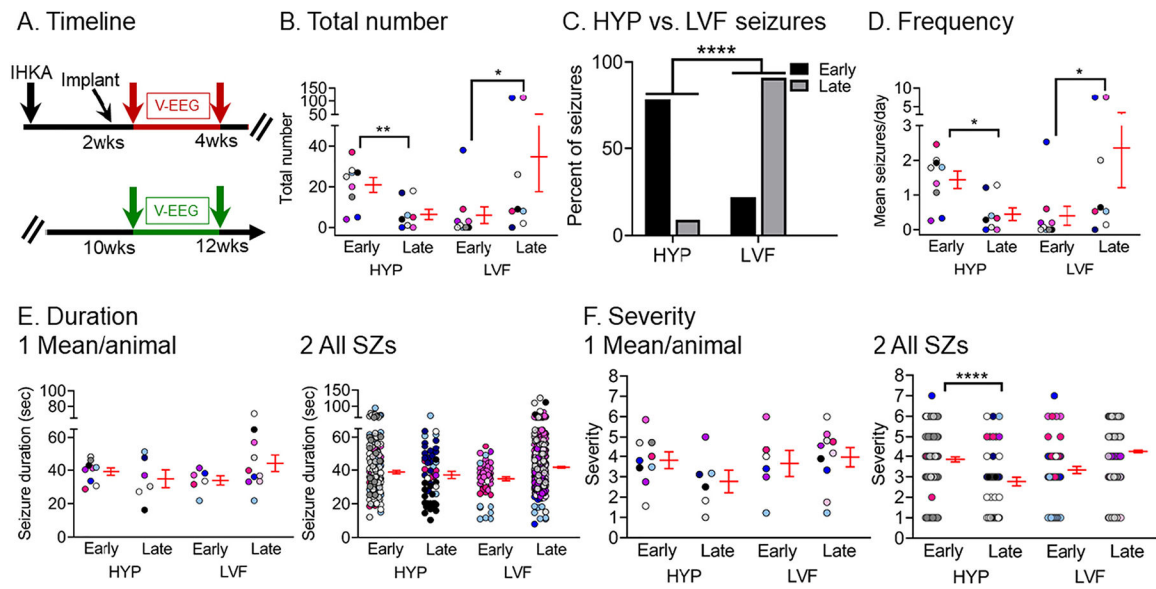 A. Timeline
IHKA
Implant
V-EEG
2wks
4wks
V-EEG
10wks
12wks
B. Total number
Total number
150
100
50
40
20
0
**
*
Early
Late
Early
Late
HYP
LVF
C. HYP vs. LVF seizures
Percent of seizures
100
50
0
****
Early
Late
HYP
LVF
D. Frequency
Mean seizures/day
10
5
3
2
1
0
*
*
Early
Late
Early
Late
HYP
LVF
E. Duration
1 Mean/animal
Seizure duration (sec)
100
80
60
40
20
0
Early
Late
Early
Late
HYP
LVF
2 All SZs
Seizure duration (sec)
150
100
60
40
20
0
Early
Late
Early
Late
HYP
LVF
F. Severity
1 Mean/animal
Severity
8
7
6
5
4
3
2
1
0
Early
Late
Early
Late
HYP
LVF
2 All SZs
Severity
8
7
6
5
4
3
2
1
0
****
Early
Late
Early
Late
HYP
LVF